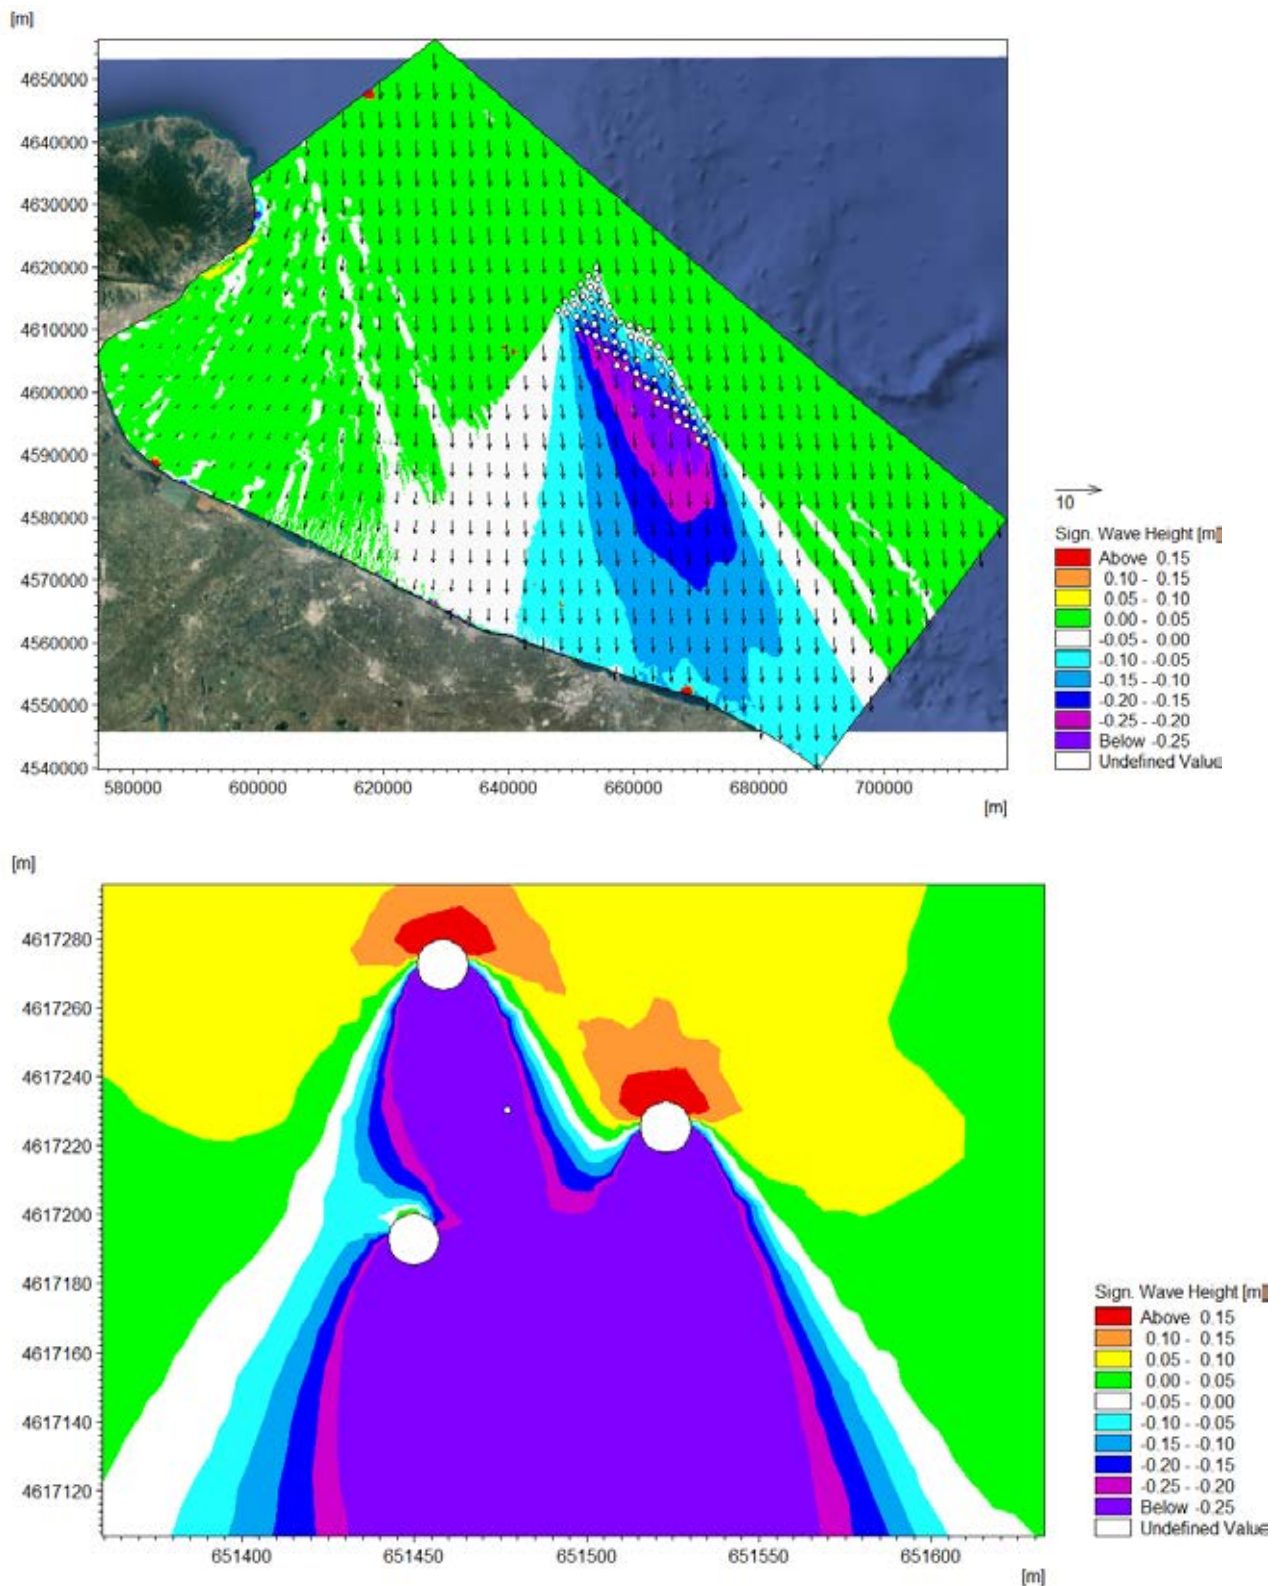 [m]
4650000
4640000
4630000
4620000
4610000
4600000
4590000
4580000
4570000
4560000
4550000
4540000
580000 600000 620000 640000 660000 680000 700000
[m]
10
Sign. Wave Height [m]
Above 0.15
0.10 - 0.15
0.05 - 0.10
0.00 - 0.05
-0.05 - 0.00
-0.10 - -0.05
-0.15 - -0.10
-0.20 - -0.15
-0.25 - -0.20
Below -0.25
Undefined Value
[m]
4617280
4617260
4617240
4617220
4617200
4617180
4617160
4617140
4617120
651400 651450 651500 651550 651600
[m]
Sign. Wave Height [m]
Above 0.15
0.10 - 0.15
0.05 - 0.10
0.00 - 0.05
-0.05 - 0.00
-0.10 - -0.05
-0.15 - -0.10
-0.20 - -0.15
-0.25 - -0.20
Below -0.25
Undefined Value